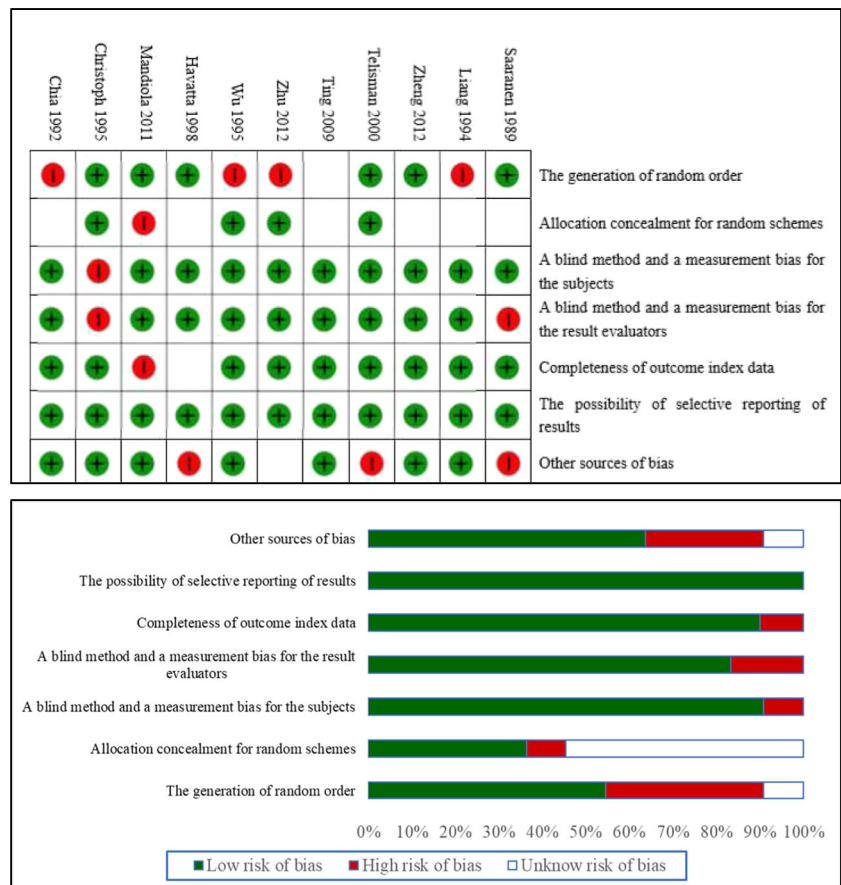 Chia 1992
Christoph 1995
Mandiola 2011
Havatta 1998
Wu 1995
Zhu 2012
Ting 2009
Telisman 2000
Zheng 2012
Liang 1994
Saaranen 1989
The generation of random order
Allocation concealment for random schemes
A blind method and a measurement bias for
the subjects
A blind method and a measurement bias for
the result evaluators
Completeness of outcome index data
The possibility of selective reporting of
results
Other sources of bias
Other sources of bias
The possibility of selective reporting of results
Completeness of outcome index data
A blind method and a measurement bias for the result
evaluators
A blind method and a measurement bias for the subjects
Allocation concealment for random schemes
The generation of random order
0% 10% 20% 30% 40% 50% 60% 70% 80% 90% 100%
Low risk of bias High risk of bias Unknow risk of bias